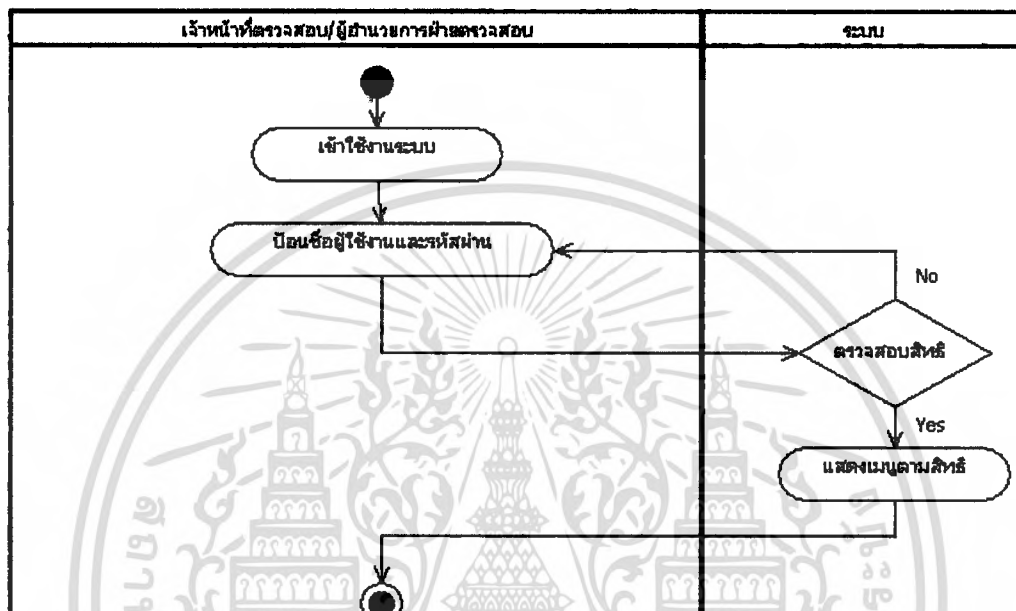 เจ้าหน้าที่ตรวจสอบ/ผู้อำนวยการฝ่ายตรวจสอบ
ระบบ
เข้าใช้งานระบบ
ป้อนชื่อผู้ใช้งานและรหัสผ่าน
No
ตรวจสอบสิทธิ
Yes
แสดงเมนูตามสิทธิ